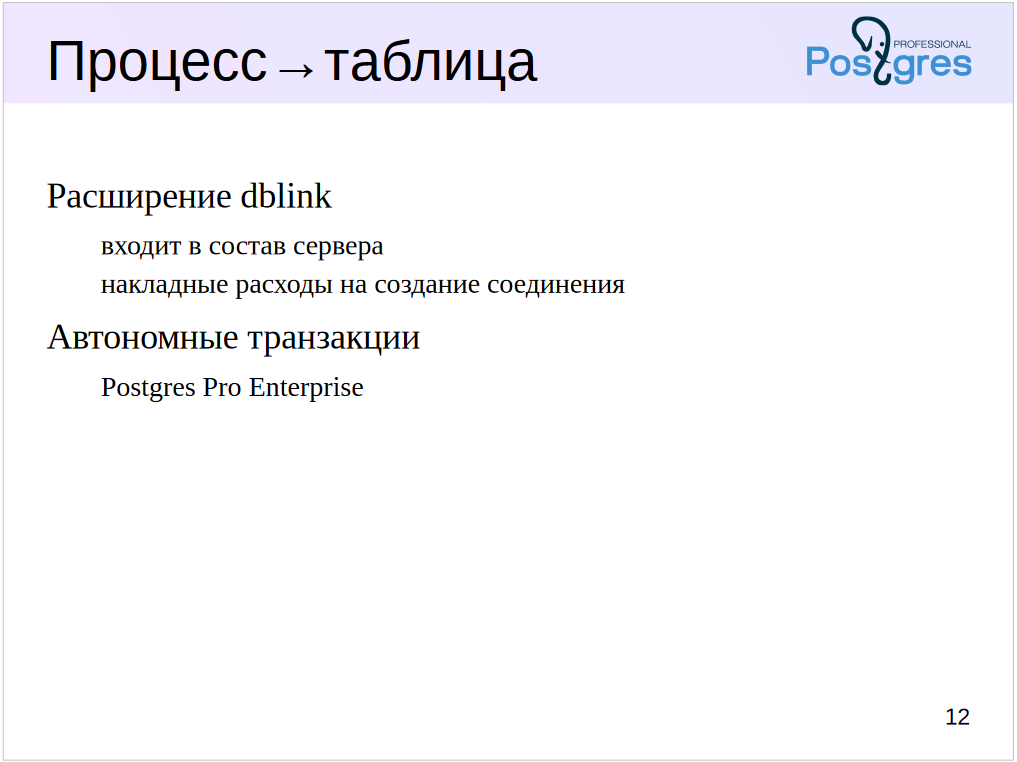 Процесс→таблица
PROFESSIONAL
Postgres
Расширение dblink
входит в состав сервера
накладные расходы на создание соединения
Автономные транзакции
Postgres Pro Enterprise
12